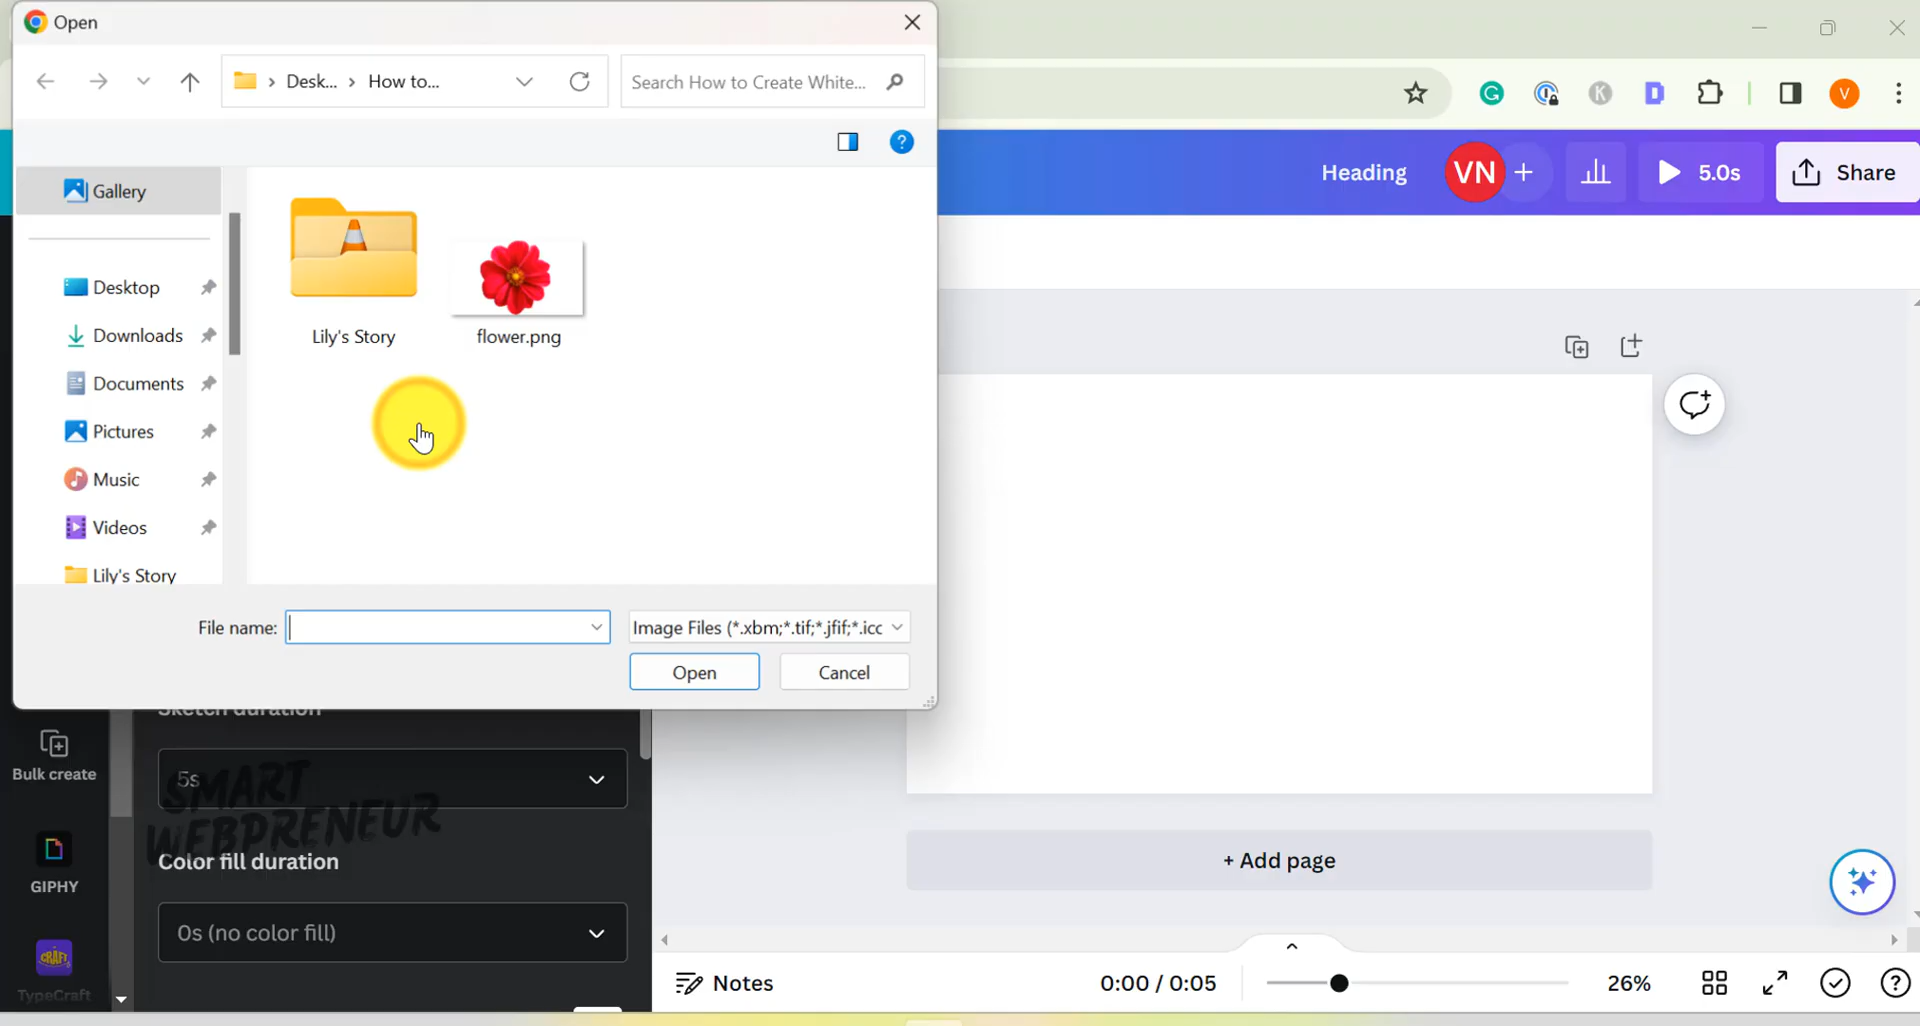 Open
Desk... > How to...
Search How to Create White...
Gallery
Desktop
Downloads
Documents
Pictures
Music
Videos
Lily's Story
Lily's Story
flower.png
File name:
Image Files (*.xbm;*.tif;*.jfif;*.icc
Open
Cancel
V
Heading
VN
5.0s
Share
Sketch duration
5s
SMART
WEBPRENEUR
Color fill duration
0s (no color fill)
Bulk create
GIPHY
CRAFT
TypeCraft
+ Add page
Notes
0:00 / 0:05
26%